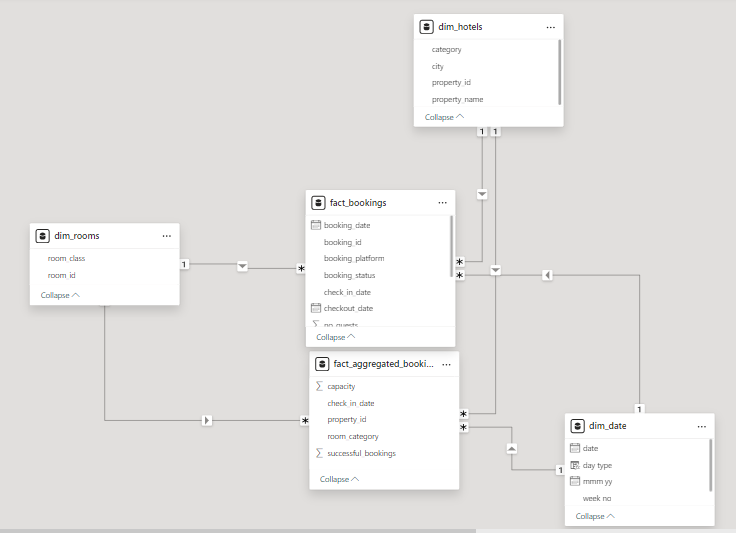 dim_hotels
category
city
property_id
property_name
Collapse
1 1
fact_bookings
booking_date
booking_id
booking_platform
booking_status
check_in_date
checkout_date
no_guests
Collapse
dim_rooms
room_class
room_id
Collapse
1
*
*
*
fact_aggregated_booki...
capacity
check_in_date
property_id
room_category
successful_bookings
Collapse
*
*
*
1
1
dim_date
date
day type
mmm yy
week no
Collapse